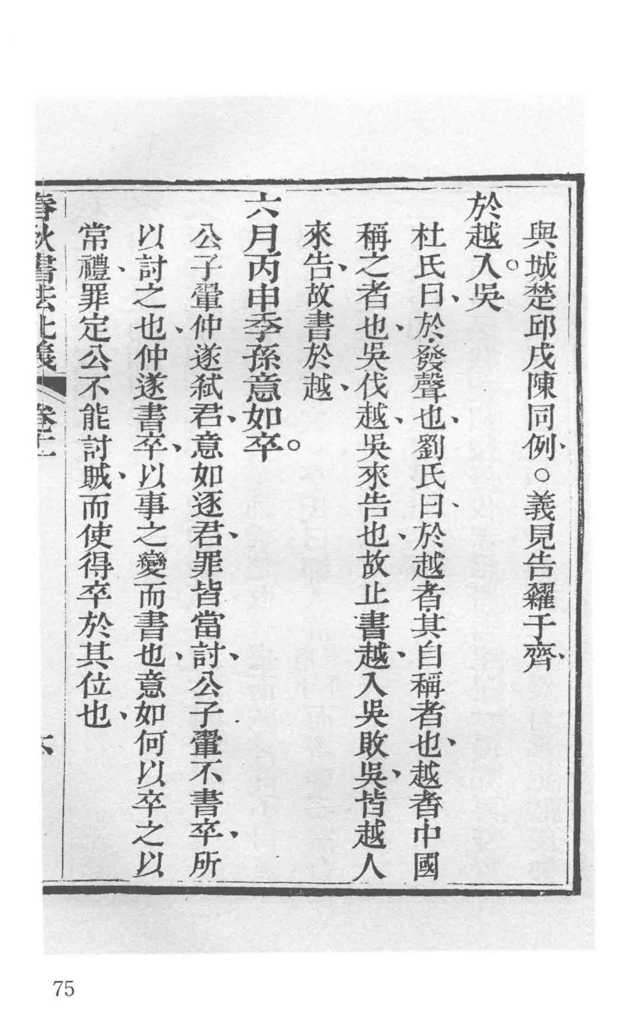 與城楚邱戍陳同例、○義見告糴于齊、
於越入吳。
杜氏曰、於、發聲也、劉氏曰、於越者、其自稱者也、越者中國
稱之者也、吳伐越、吳來告也、故止書越、入吳敗吳、皆越人
來告、故書於越、
六月丙申季孫意如卒。
公子翬仲遂弒君、意如逐君、罪皆當討、公子翬不書卒、所
以討之也、仲遂書卒、以事之變而書也、意如何以卒之、以
常禮、罪定公不能討賊、而使得卒於其位也、
春秋書法比義 卷十二 六
75